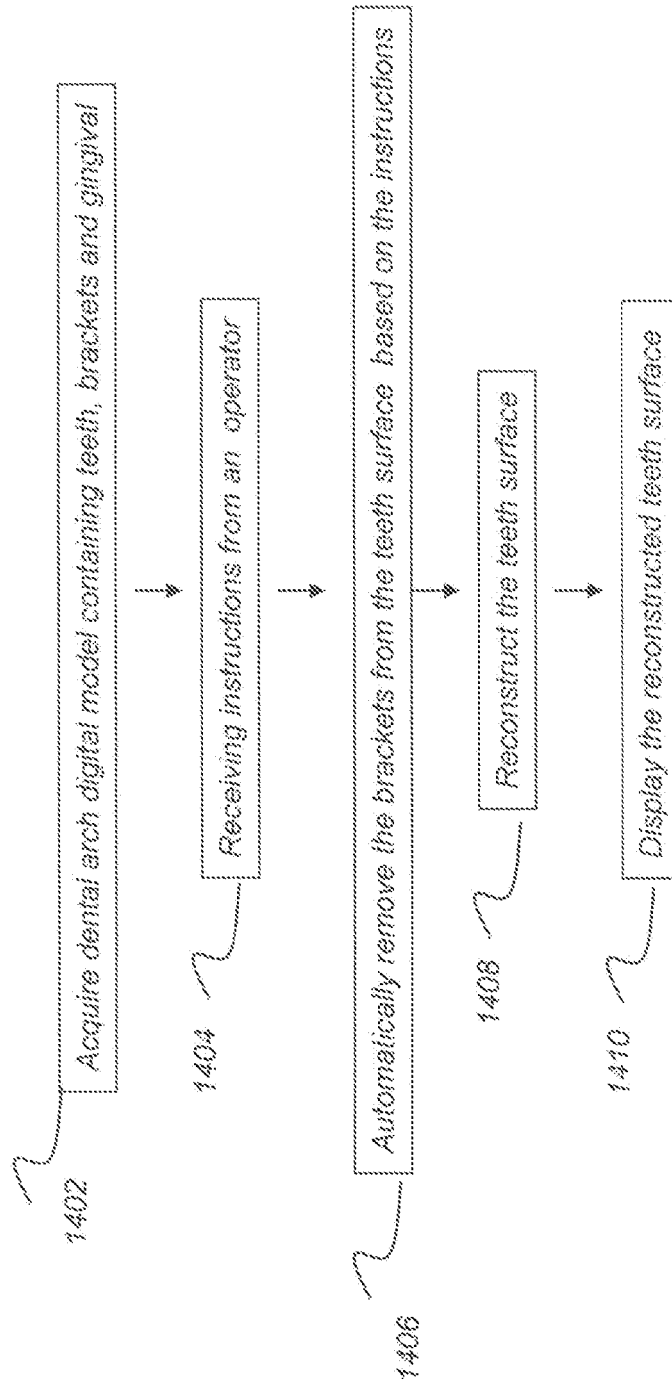 Acquire dental arch digital model containing teeth, brackets and gingival
1402
Receiving instructions from an operator
1404
Automatically remove the brackets from the teeth surface based on the instructions
1406
Reconstruct the teeth surface
1408
Display the reconstructed teeth surface
1410